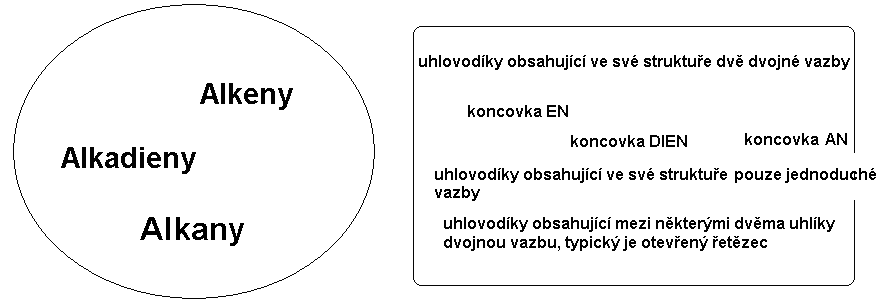 Alkeny
Alkadieny
Alkany
uhlovodíky obsahující ve své struktuře dvě dvojné vazby
koncovka EN
koncovka DIEN
koncovka AN
uhlovodíky obsahující ve své struktuře pouze jednoduché
vazby
uhlovodíky obsahující mezi některými dvěma uhlíky
dvojnou vazbu, typický je otevřený řetězec